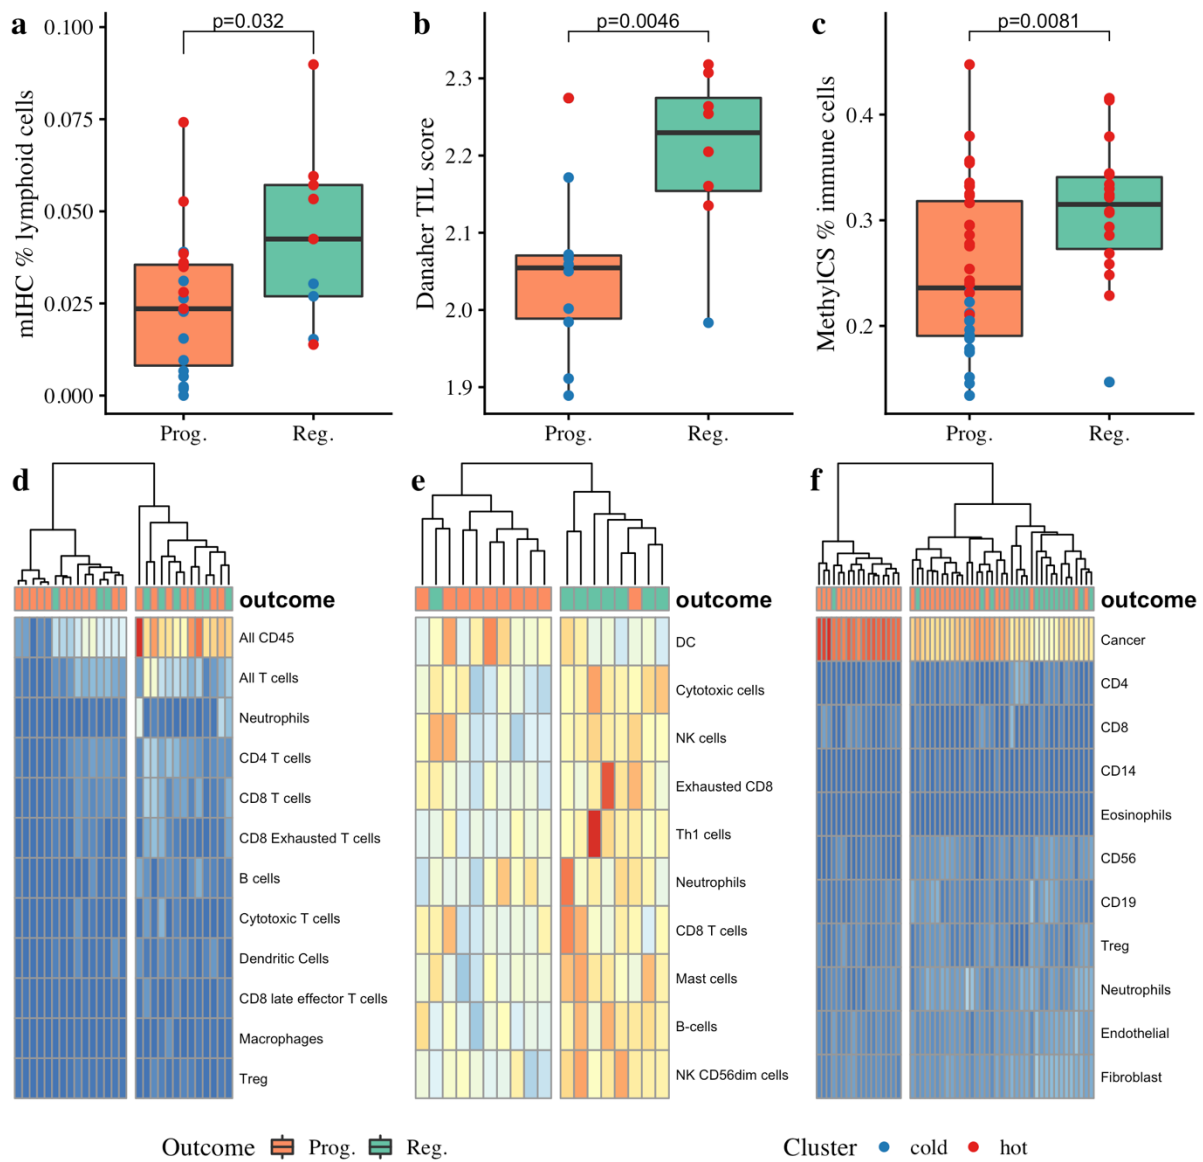 a
p=0.032
mIHC % lymphoid cells
0.100
0.075
0.050
0.025
0.000
Prog.
Reg.
b
p=0.0046
Danaher TIL score
2.3
2.2
2.1
2.0
1.9
Prog.
Reg.
c
p=0.0081
MethylCS % immune cells
0.4
0.3
0.2
Prog.
Reg.
d
outcome
All CD45
All T cells
Neutrophils
CD4 T cells
CD8 T cells
CD8 Exhausted T cells
B cells
Cytotoxic T cells
Dendritic Cells
CD8 late effector T cells
Macrophages
Treg
e
outcome
DC
Cytotoxic cells
NK cells
Exhausted CD8
Th1 cells
Neutrophils
CD8 T cells
Mast cells
B-cells
NK CD56dim cells
f
outcome
Cancer
CD4
CD8
CD14
Eosinophils
CD56
CD19
Treg
Neutrophils
Endothelial
Fibroblast
Outcome Prog. Reg.
Cluster cold hot